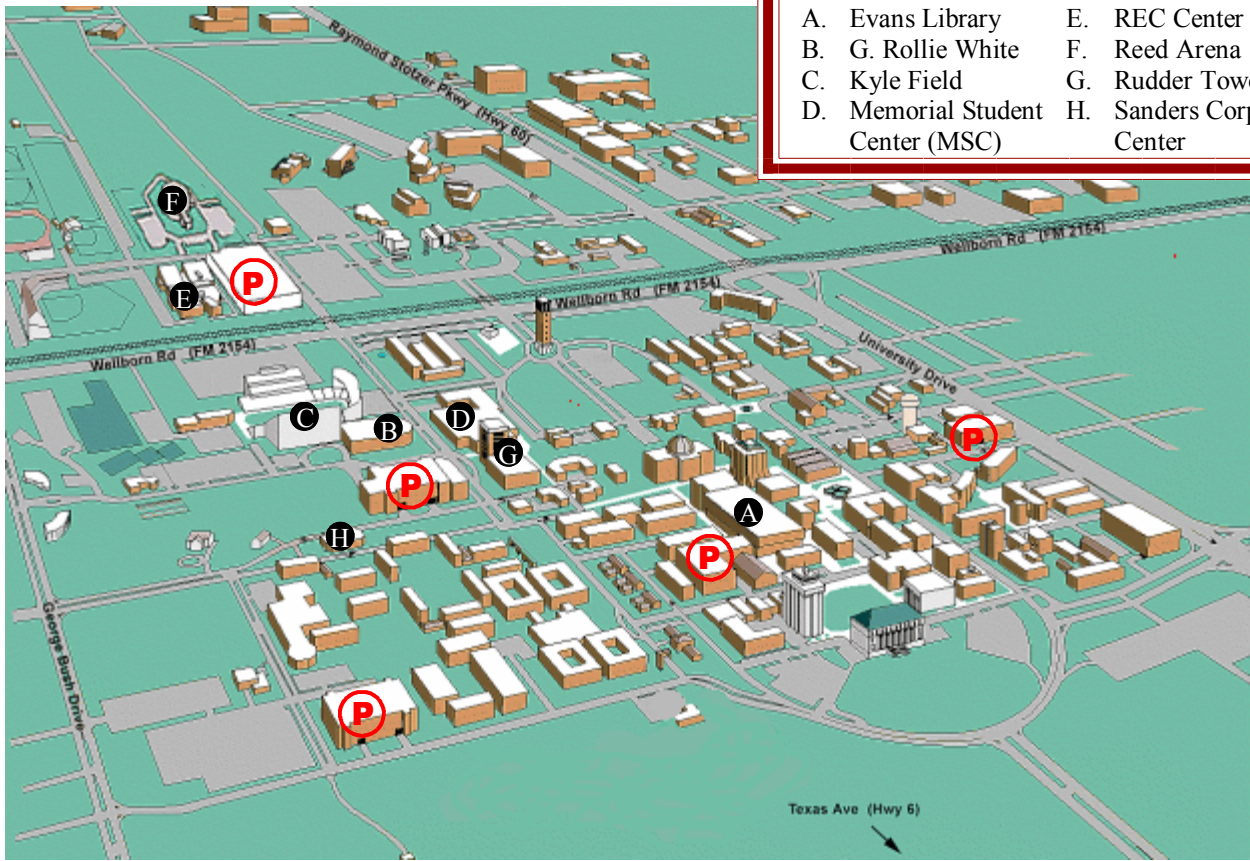 A. Evans Library E. REC Center
B. G. Rollie White F. Reed Arena
C. Kyle Field G. Rudder
D. Memorial Student H. Sanders
Center (MSC) Center
Raymond Stotzer Pkwy (Hwy 60)
Wellborn Rd (FM 2154)
F
P
E
Wellborn Rd (FM 2154)
Wellborn Rd (FM 2154)
University Drive
C
B
D
G
P
P
A
H
P
George Bush Drive
P
Texas Ave (Hwy 6)